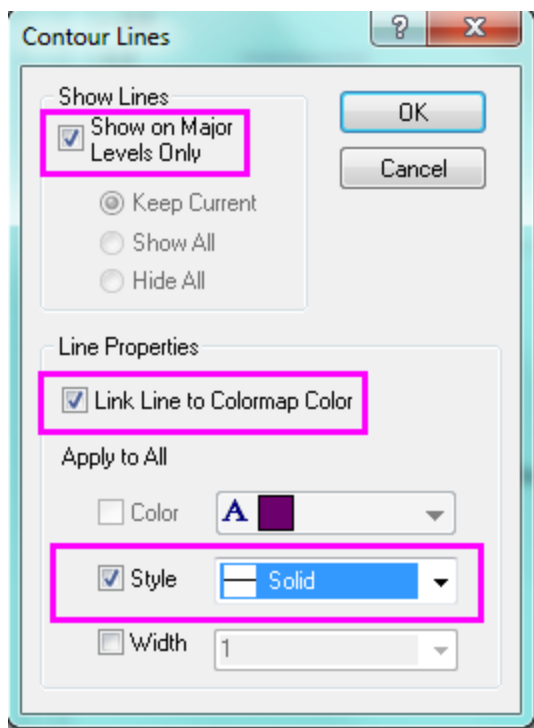 Contour Lines
?
Show Lines
Show on Major
Levels Only
OK
Cancel
Keep Current
Show All
Hide All
Line Properties
Link Line to Colormap Color
Apply to All
Color A
Style Solid
Width 1